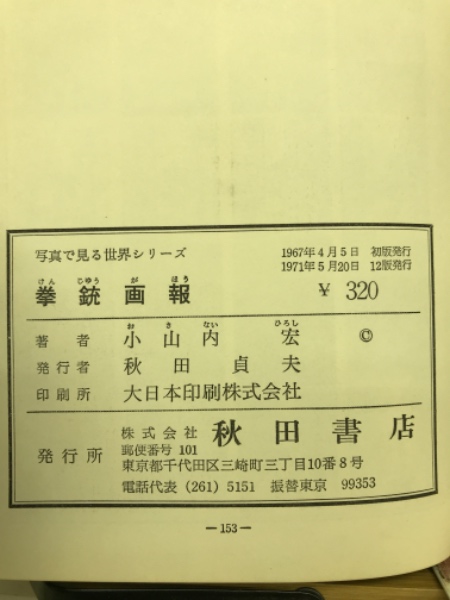 写真で見る世界シリーズ
1967年4月5日 初版発行
1971年5月20日 12版発行
けん じゆう が ほう
拳銃画報
¥ 320
お さ ない ひろし
著者 小山内 宏 ©
発行者 秋田貞夫
印刷所 大日本印刷株式会社
発行所
株式会社 秋田書店
郵便番号 101
東京都千代田区三崎町三丁目10番8号
電話代表 (261) 5151 振替東京 99353
—153—